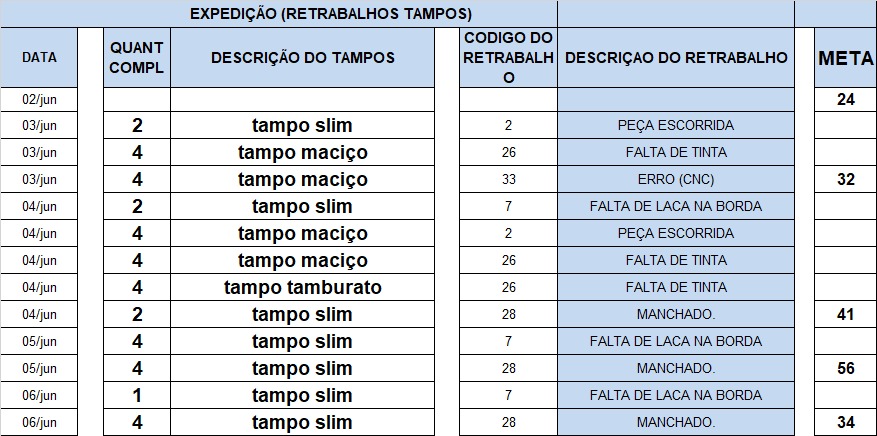 EXPEDIÇÃO (RETRABALHOS TAMPOS)
DATA QUANT COMPL DESCRIÇÃO DO TAMPOS CODIGO DO RETRABALHO DESCRIÇAO DO RETRABALHO META
02/jun 24
03/jun 2 tampo slim 2 PEÇA ESCORRIDA
03/jun 4 tampo maciço 26 FALTA DE TINTA
03/jun 4 tampo maciço 33 ERRO (CNC) 32
04/jun 2 tampo slim 7 FALTA DE LACA NA BORDA
04/jun 4 tampo maciço 2 PEÇA ESCORRIDA
04/jun 4 tampo maciço 26 FALTA DE TINTA
04/jun 4 tampo tamburato 26 FALTA DE TINTA
04/jun 2 tampo slim 28 MANCHADO. 41
05/jun 4 tampo slim 7 FALTA DE LACA NA BORDA
05/jun 4 tampo slim 28 MANCHADO. 56
06/jun 1 tampo slim 7 FALTA DE LACA NA BORDA
06/jun 4 tampo slim 28 MANCHADO. 34